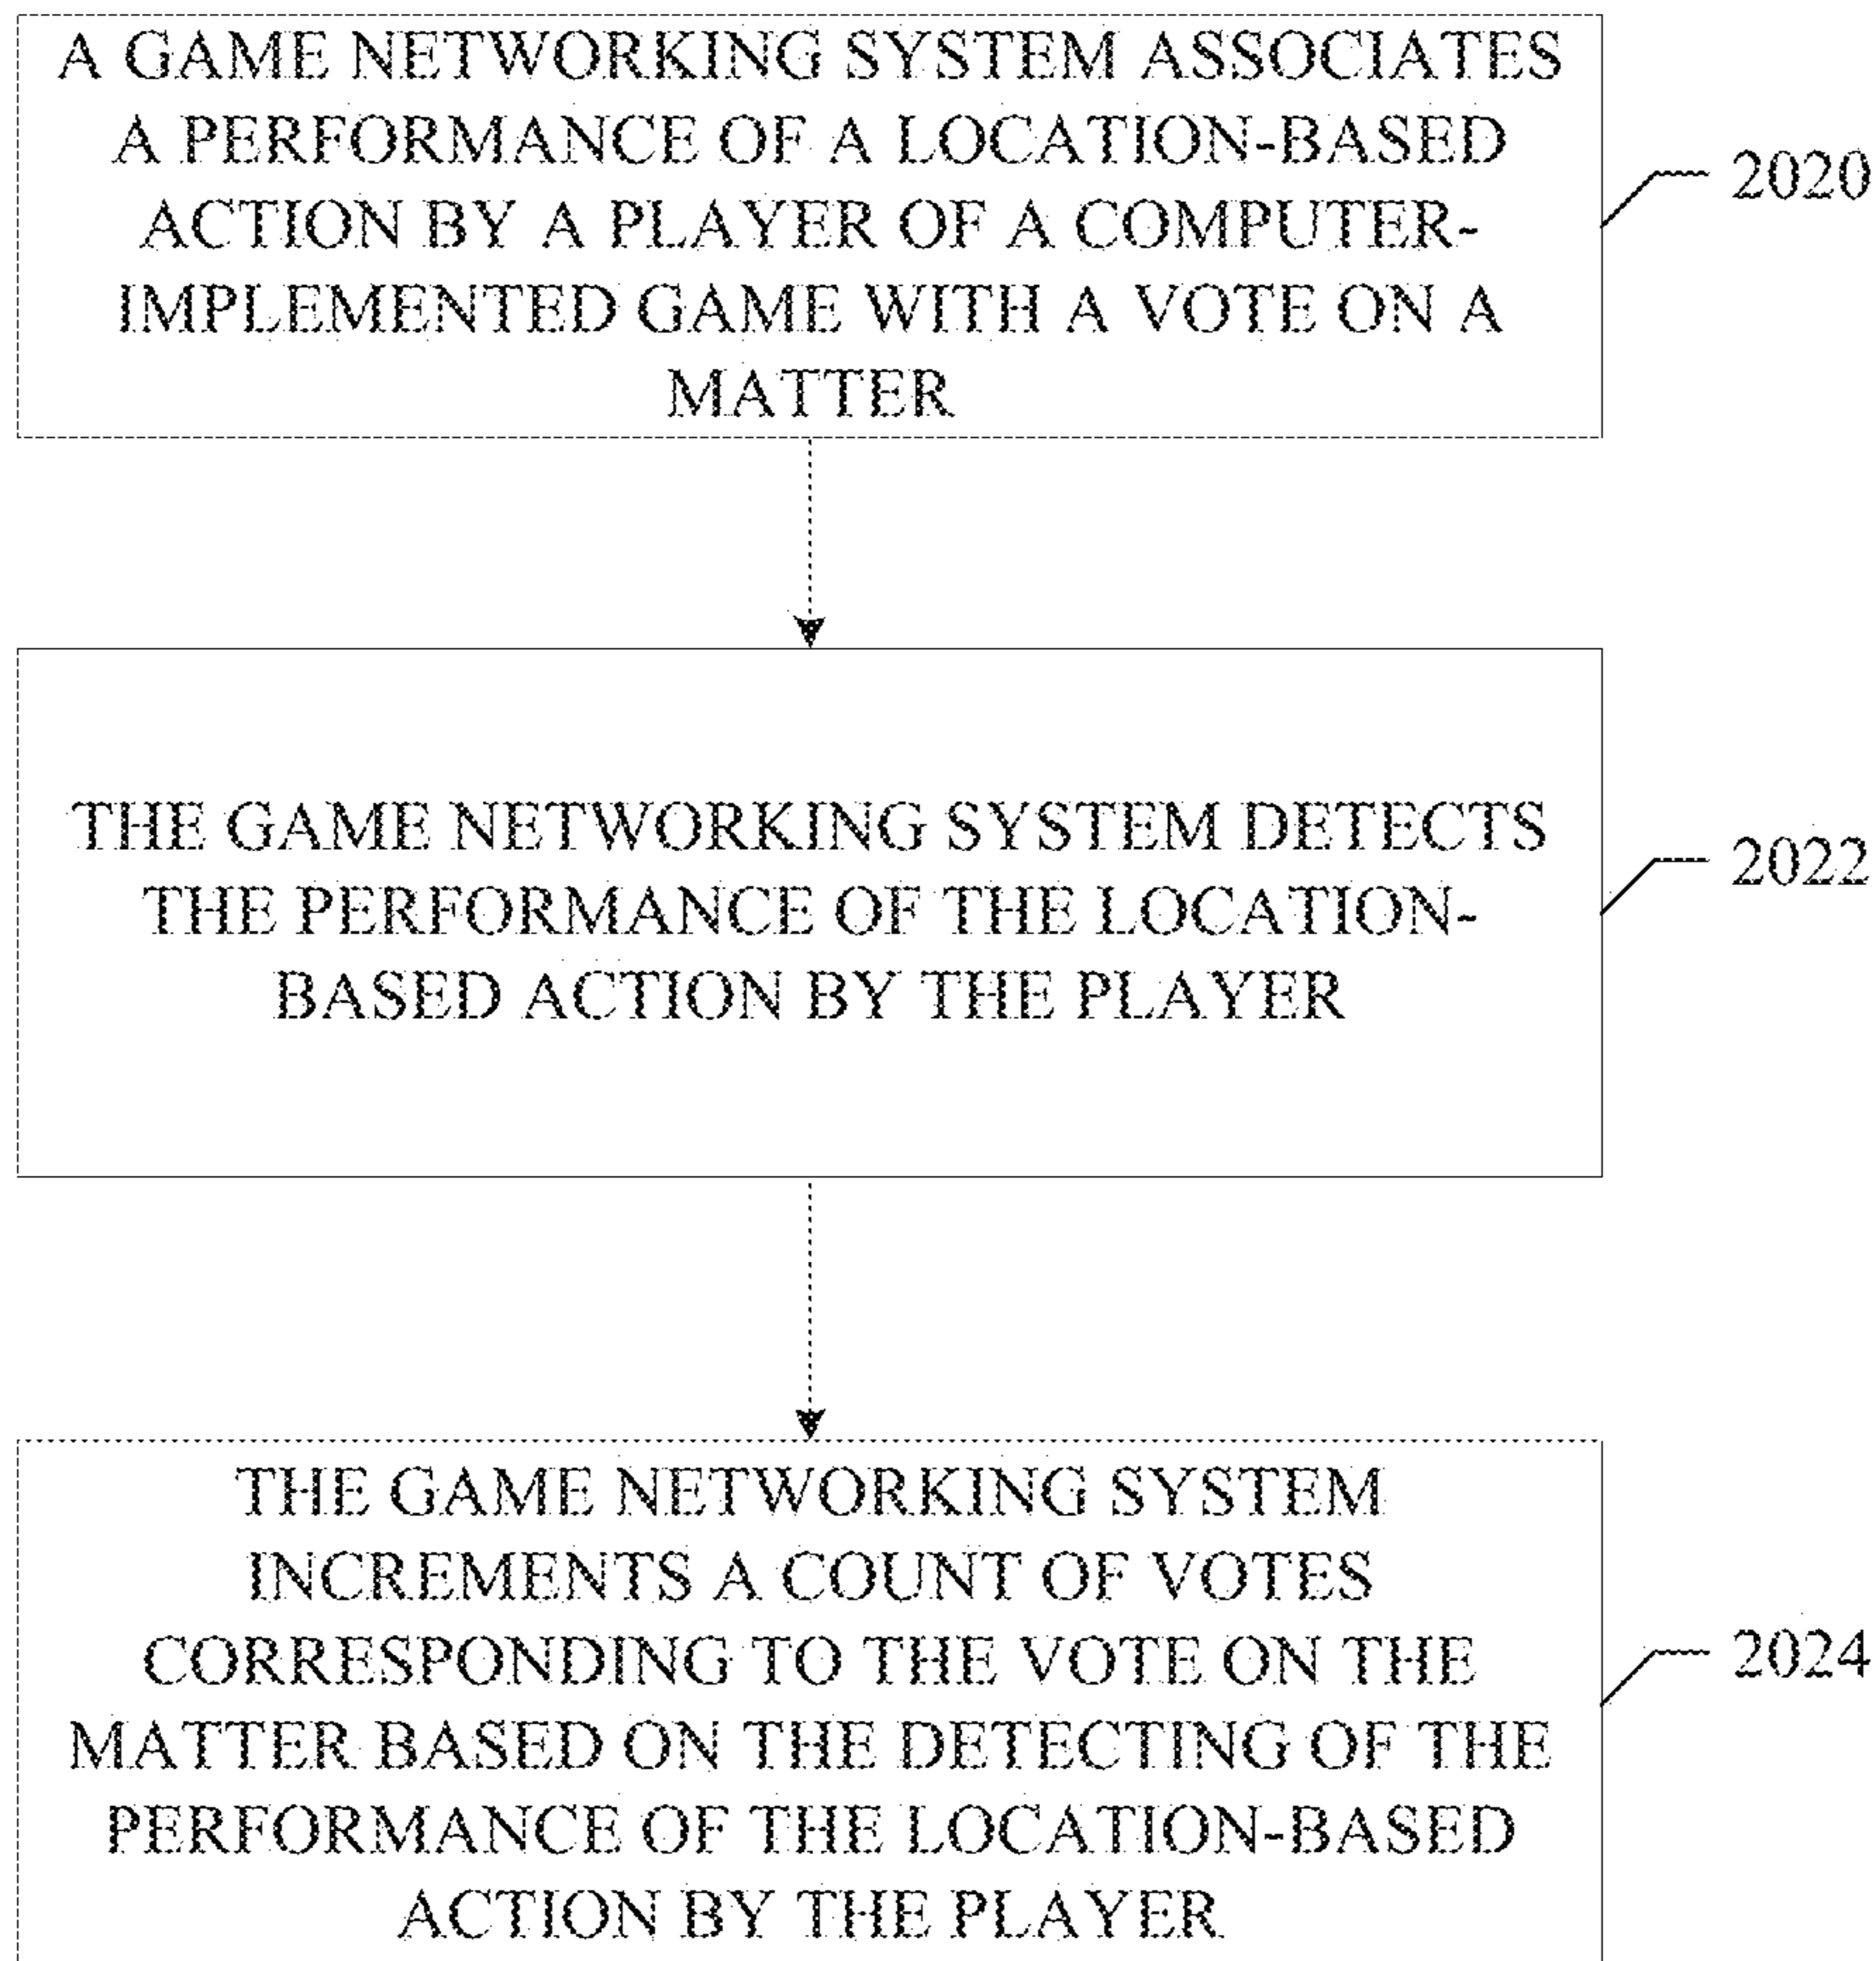 A GAME NETWORKING SYSTEM ASSOCIATES
A PERFORMANCE OF A LOCATION-BASED
ACTION BY A PLAYER OF A COMPUTER-
IMPLEMENTED GAME WITH A VOTE ON A
MATTER
2020
THE GAME NETWORKING SYSTEM DETECTS
THE PERFORMANCE OF THE LOCATION-
BASED ACTION BY THE PLAYER
2022
THE GAME NETWORKING SYSTEM
INCREMENTS A COUNT OF VOTES
CORRESPONDING TO THE VOTE ON THE
MATTER BASED ON THE DETECTING OF THE
PERFORMANCE OF THE LOCATION-BASED
ACTION BY THE PLAYER
2024